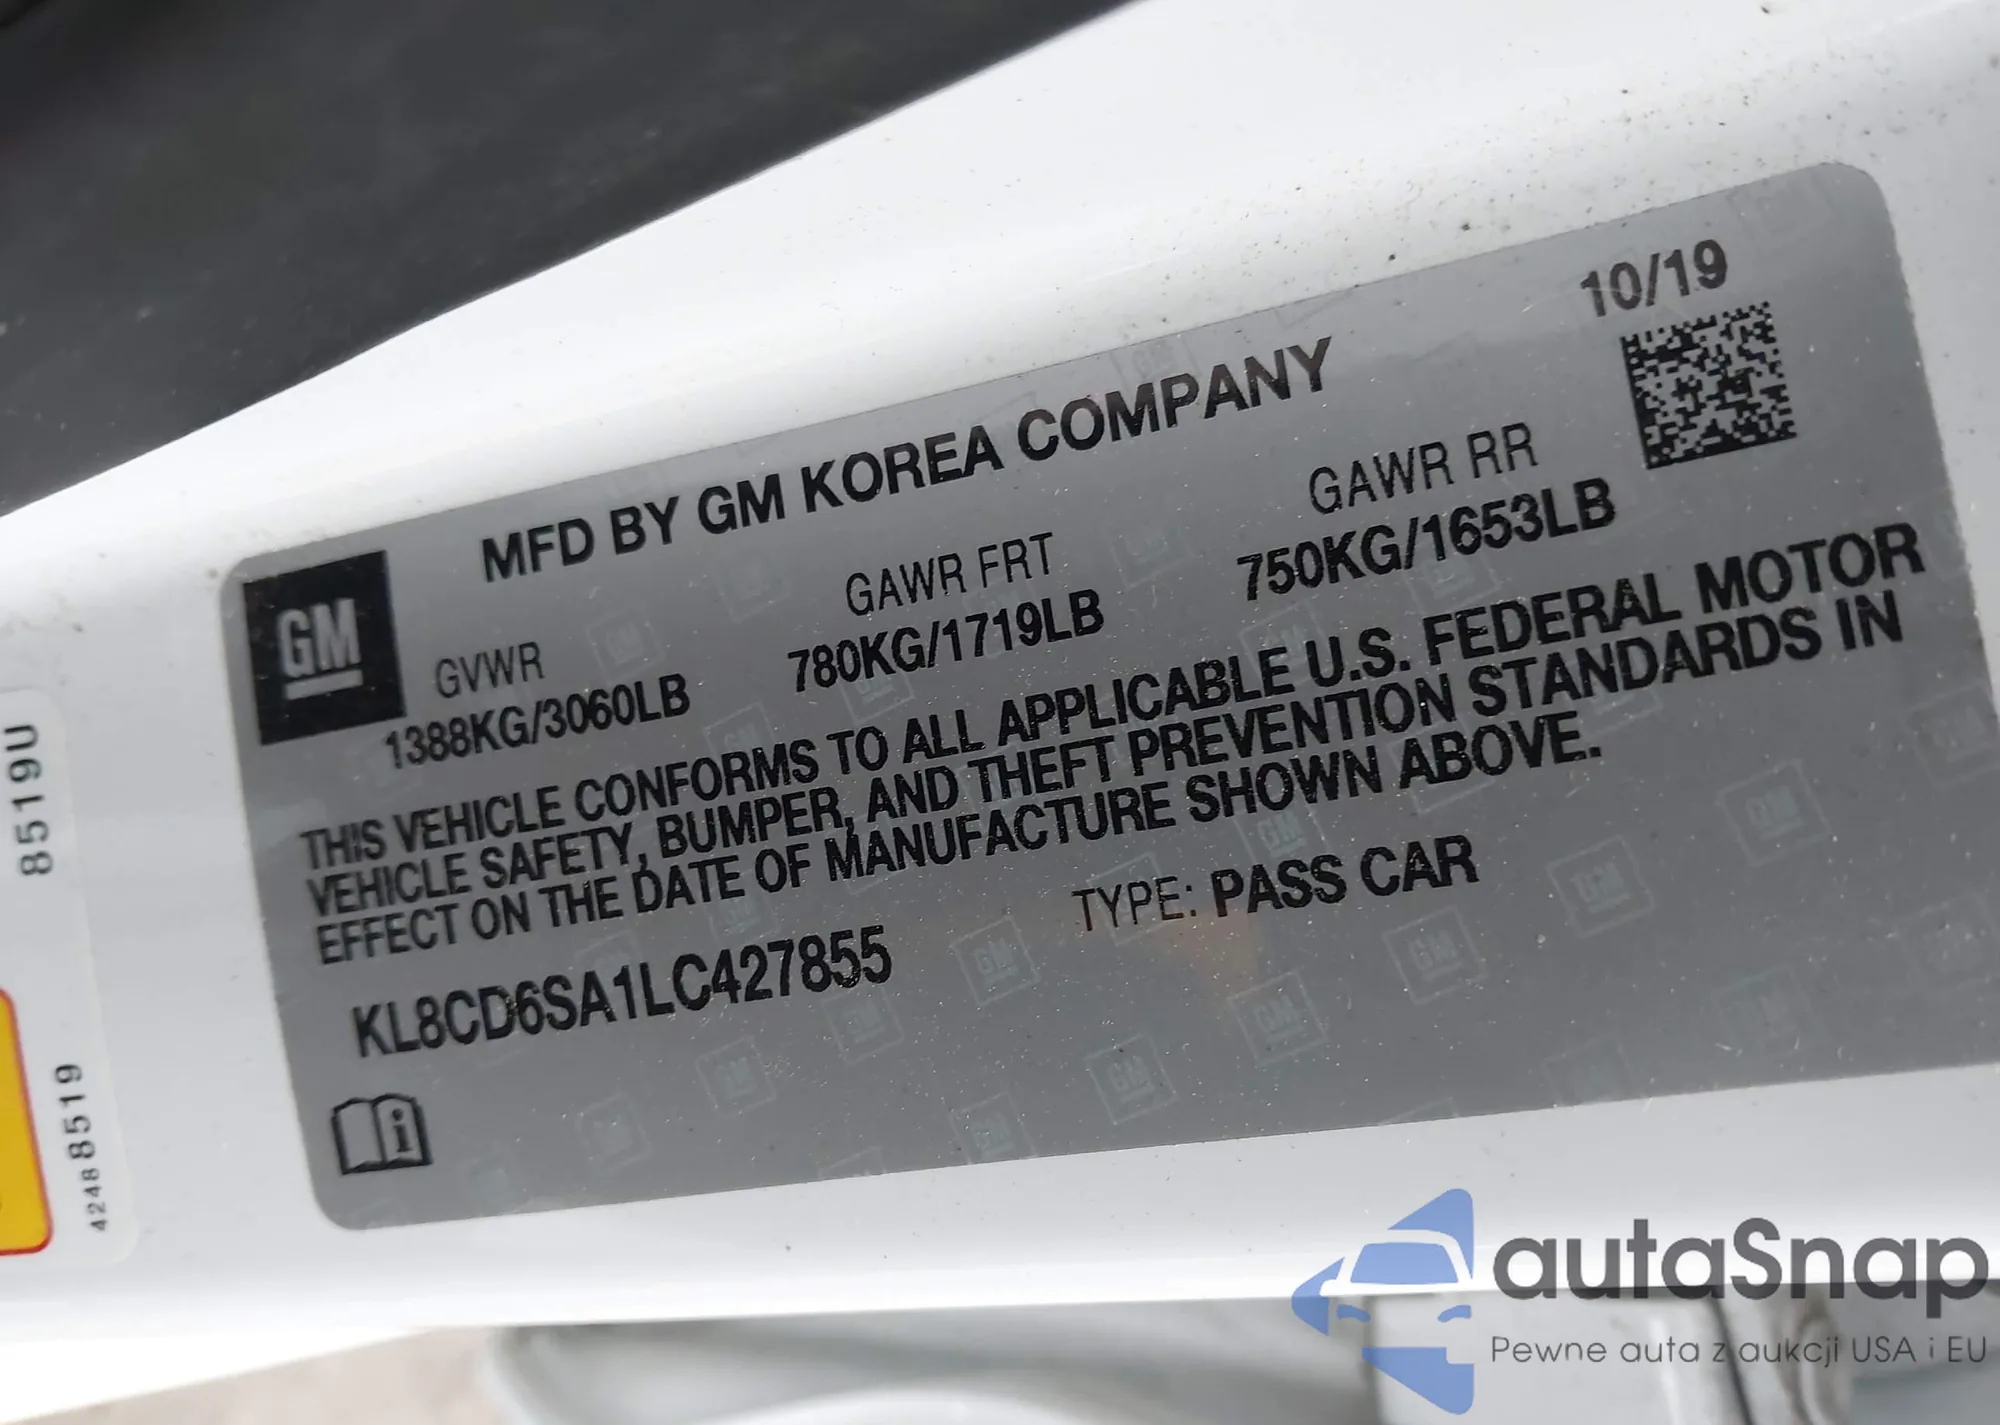 10/19
MFD BY GM KOREA COMPANY
GM
GVWR GAWR FRT GAWR RR
1388KG/3060LB 780KG/1719LB 750KG/1653LB
THIS VEHICLE CONFORMS TO ALL APPLICABLE U.S. FEDERAL MOTOR
VEHICLE SAFETY, BUMPER, AND THEFT PREVENTION STANDARDS IN
EFFECT ON THE DATE OF MANUFACTURE SHOWN ABOVE.
KL8CD6SA1LC427855 TYPE: PASS CAR
8519U
42488519
autaSnap
Pewne auta z aukcji USA i EU